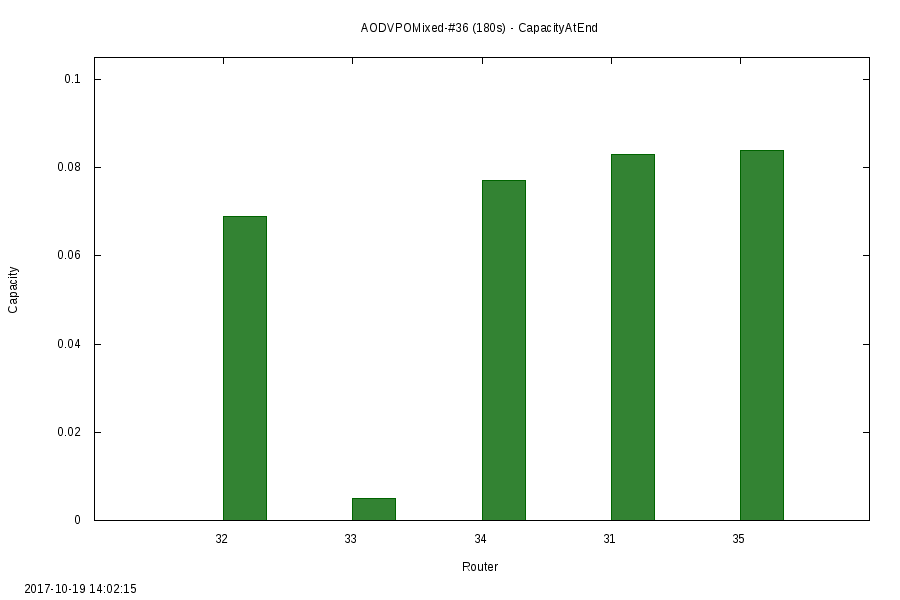 AODVPOMixed-#36 (180s) - CapacityAtEnd
0.1
0.08
0.06
0.04
0.02
0
Capacity
32 33 34 31 35
Router
2017-10-19 14:02:15